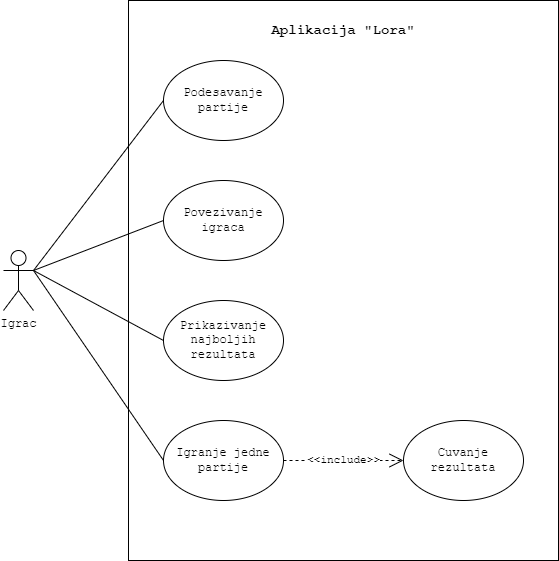 Aplikacija "Lora"
Podesavanje
partije
Povezivanje
igraca
Igrac
Prikazivanje
najboljih
rezultata
Igranje jedne
partije
<<include>>
Cuvanje
rezultata